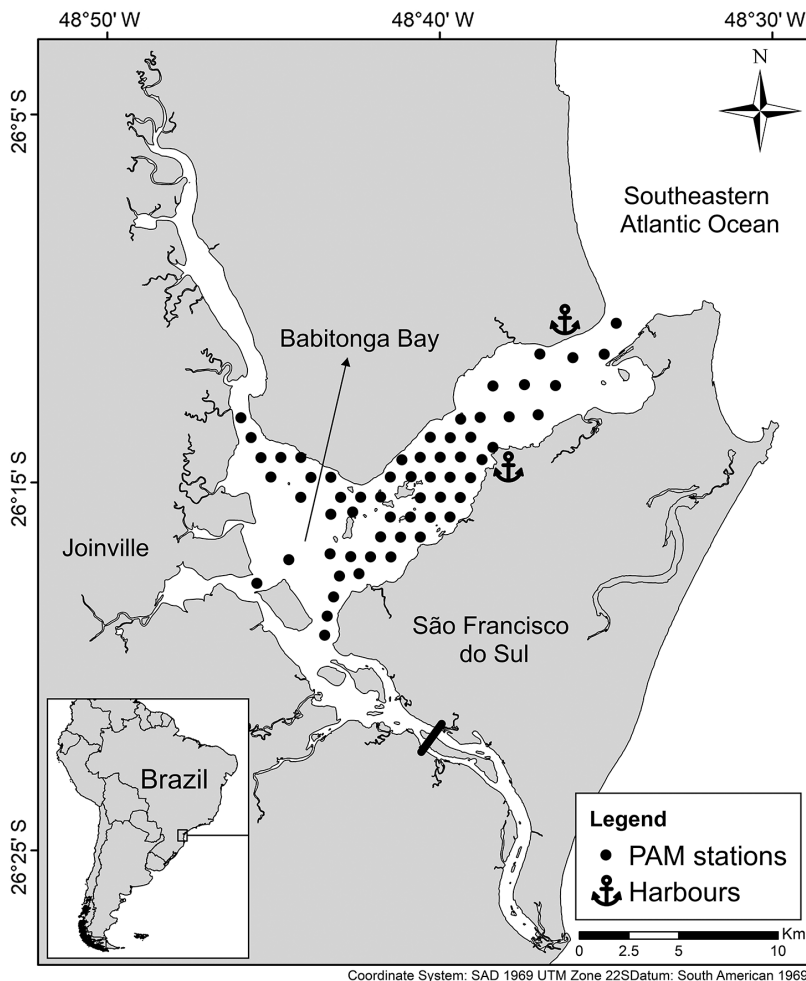 48°50' W
48°40' W
48°30' W
26°5' S
26°15' S
26°25' S
N
Southeastern
Atlantic Ocean
Babitonga Bay
Joinville
São Francisco
do Sul
Brazil
Legend
PAM stations
Harbours
Km
0 2.5 5 10
Coordinate System: SAD 1969 UTM Zone 22SDatum: South American 1969